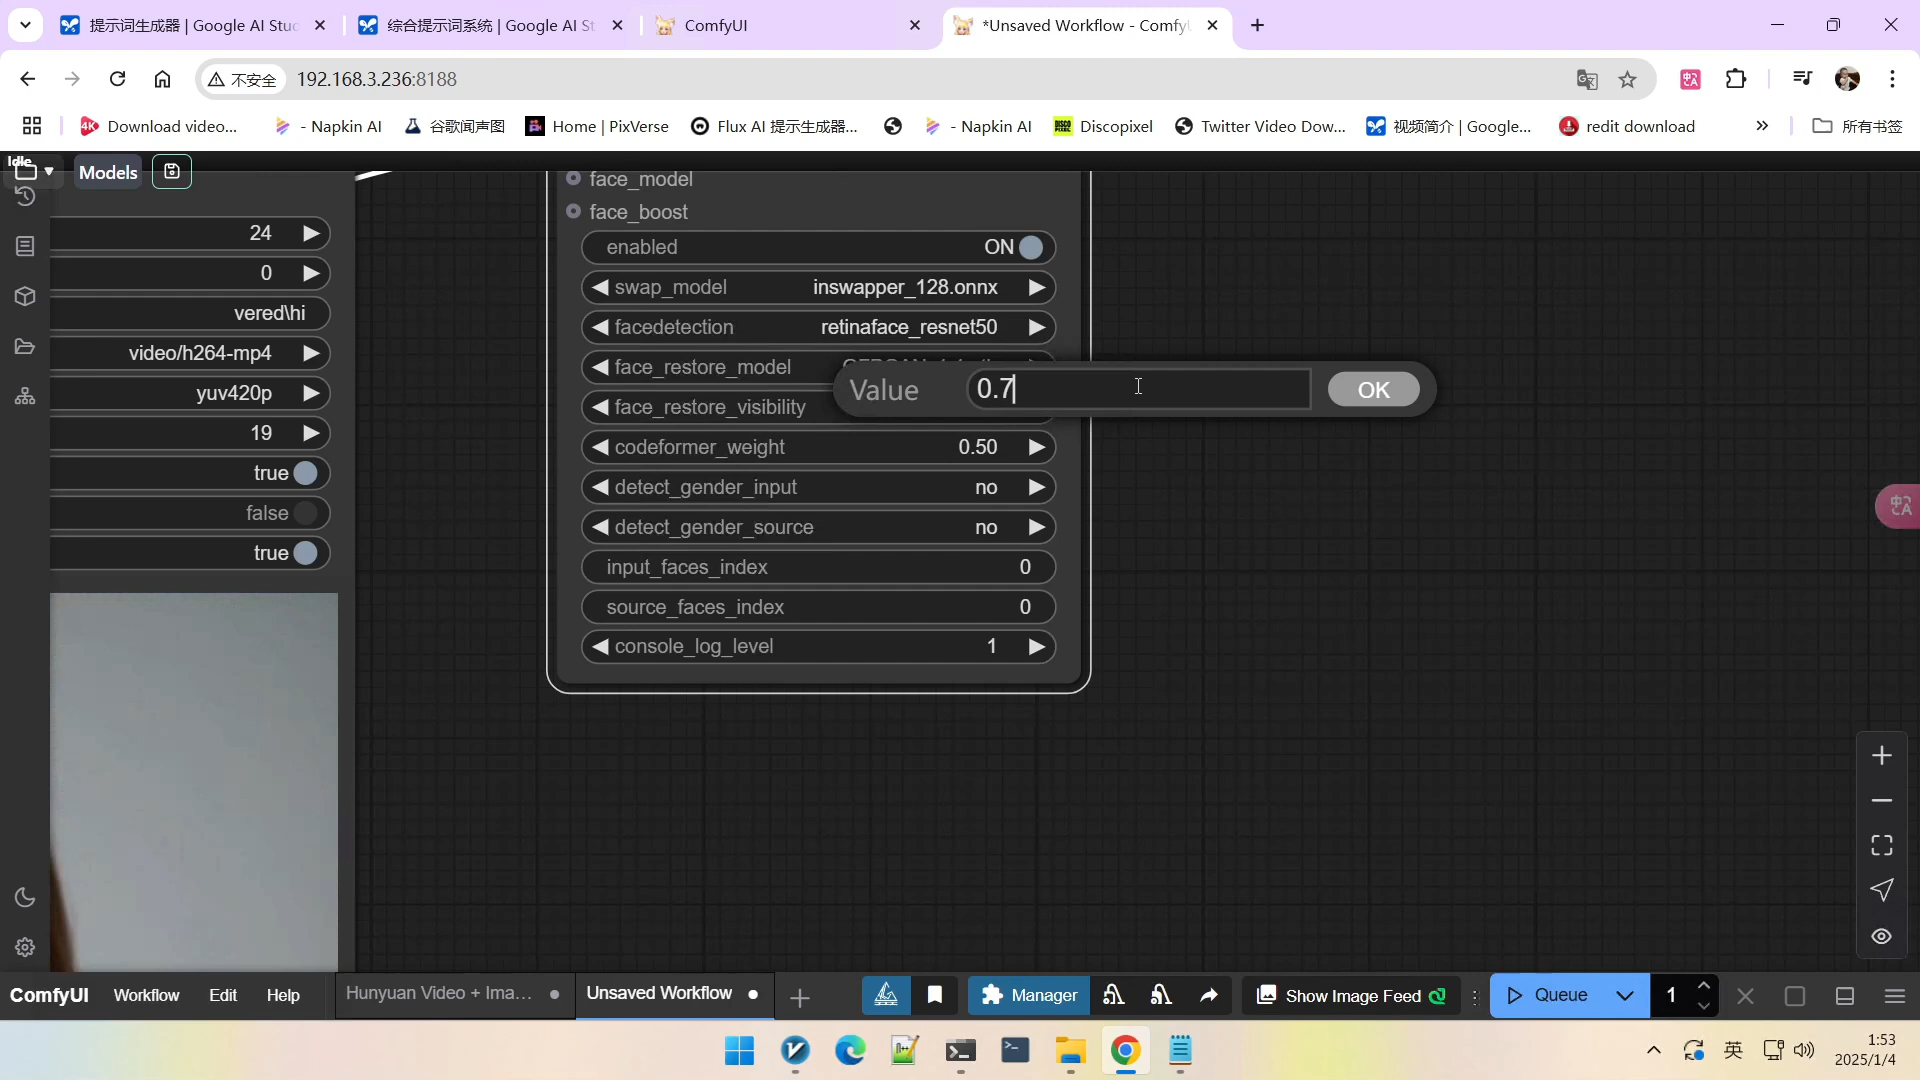 提示词生成器 | Google AI Stu
综合提示词系统 | Google AI St
ComfyUI
*Unsaved Workflow - ComfyU
不安全
192.168.3.236:8188
Download video...
- Napkin AI
谷歌闻声图
Home | PixVerse
Flux AI 提示生成器...
- Napkin AI
Discopixel
Twitter Video Dow...
视频简介 | Google...
redit download
所有书签
Idle
Models
face_model
face_boost
24
0
vered\hi
video/h264-mp4
yuv420p
19
true
false
true
enabled ON
swap_model inswapper_128.onnx
facedetection retinaface_resnet50
face_restore_model
face_restore_visibility
Value 0.7 OK
codeformer_weight 0.50
detect_gender_input no
detect_gender_source no
input_faces_index 0
source_faces_index 0
console_log_level 1
ComfyUI
Workflow
Edit
Help
Hunyuan Video + Ima...
Unsaved Workflow
Manager
Show Image Feed
Queue
1
英
1:53
2025/1/4